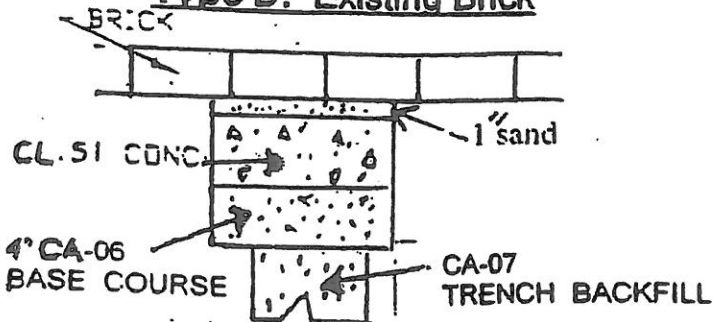 Existing Brick
BRICK
1" sand
CL. SI CONC.
4" CA-06
BASE COURSE
CA-07
TRENCH BACKFILL